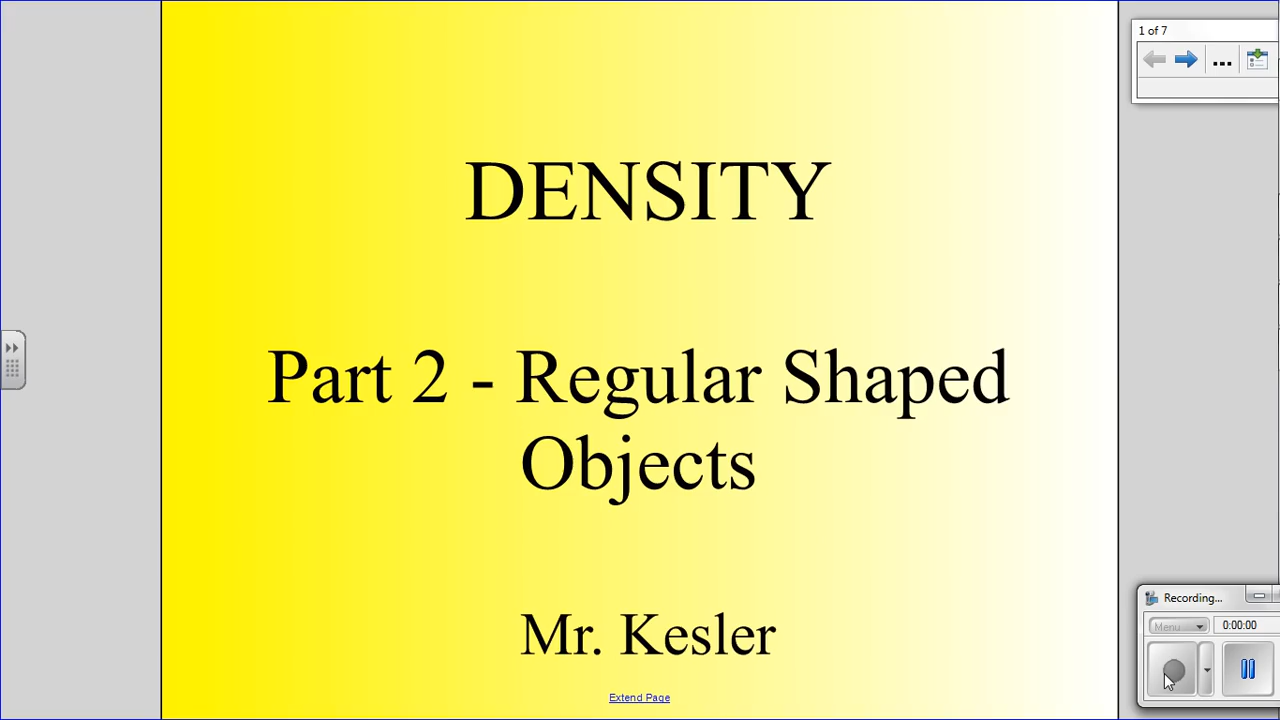 1 of 7
...
DENSITY
Part 2 - Regular Shaped
Objects
Mr. Kesler
Extend Page
Recording...
Menu
0:00:00